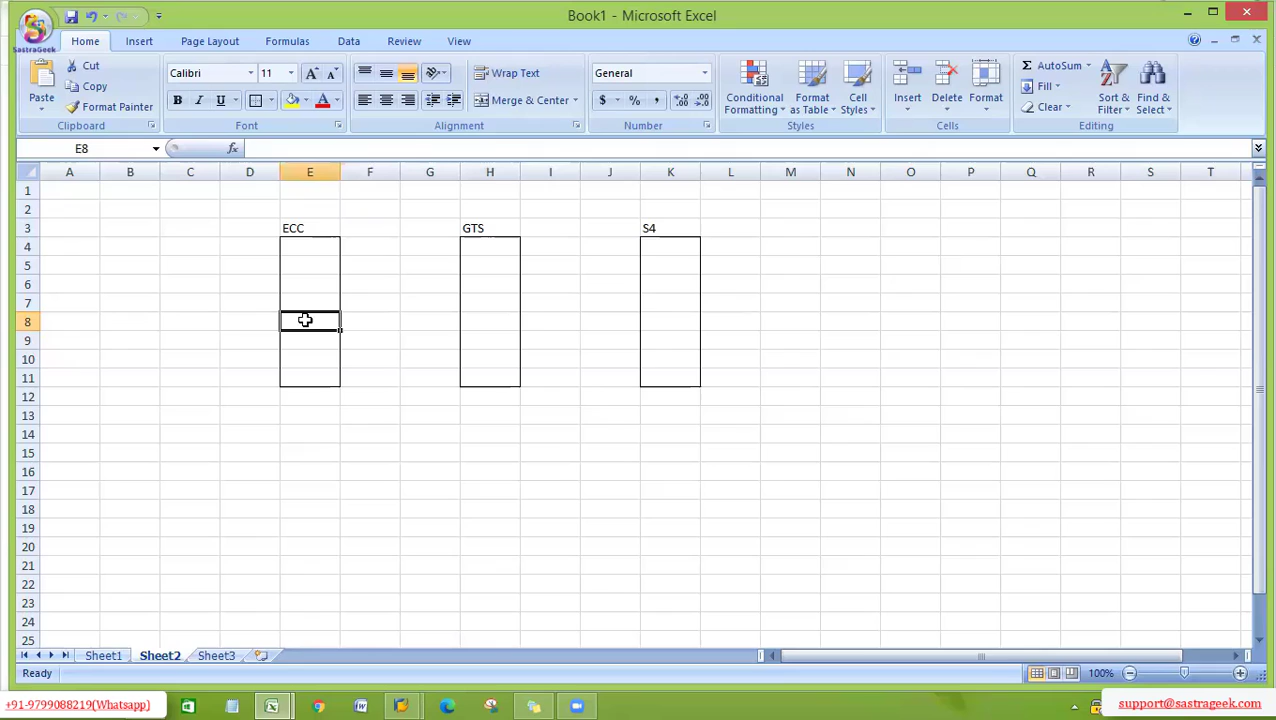 Book1 - Microsoft Excel
SastraGeek
Home Insert Page Layout Formulas Data Review View
Paste
Cut
Copy
Format Painter
Clipboard
Calibri 11
B I U
Font
Wrap Text
Merge & Center
Alignment
General
$ % ,
Number
Conditional Formatting
Format as Table
Cell Styles
Styles
Insert Delete Format
Cells
AutoSum
Fill
Clear
Sort & Filter
Find & Select
Editing
E8
fx
A B C D E F G H I J K L M N O P Q R S T
1
2
3 ECC GTS S4
4
5
6
7
8
9
10
11
12
13
14
15
16
17
18
19
20
21
22
23
24
25
Sheet1 Sheet2 Sheet3
Ready
100%
+91-9799088219(Whatsapp)
support@sastrageek.com